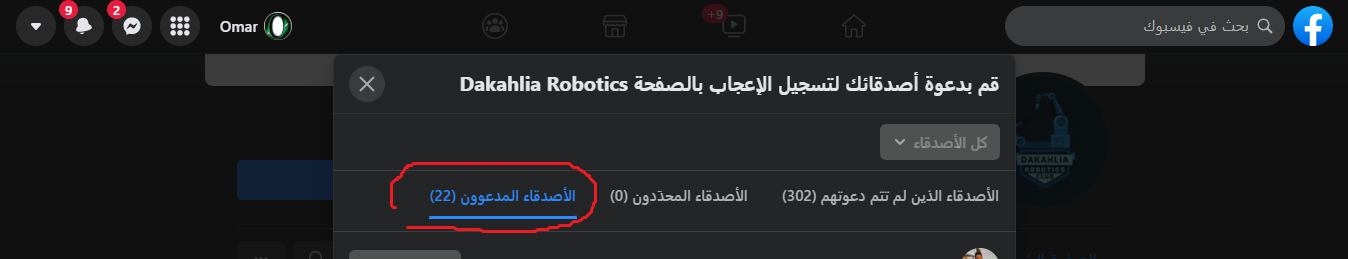 بحث في فيسبوك
+9
Omar
2
9
قم بدعوة أصدقائك لتسجيل الإعجاب بالصفحة Dakahlia Robotics
كل الأصدقاء
DAKAHLIA
ROBOTICS
الأصدقاء الذين لم تتم دعوتهم (302)
الأصدقاء المحدّدون (0)
الأصدقاء المدعوون (22)